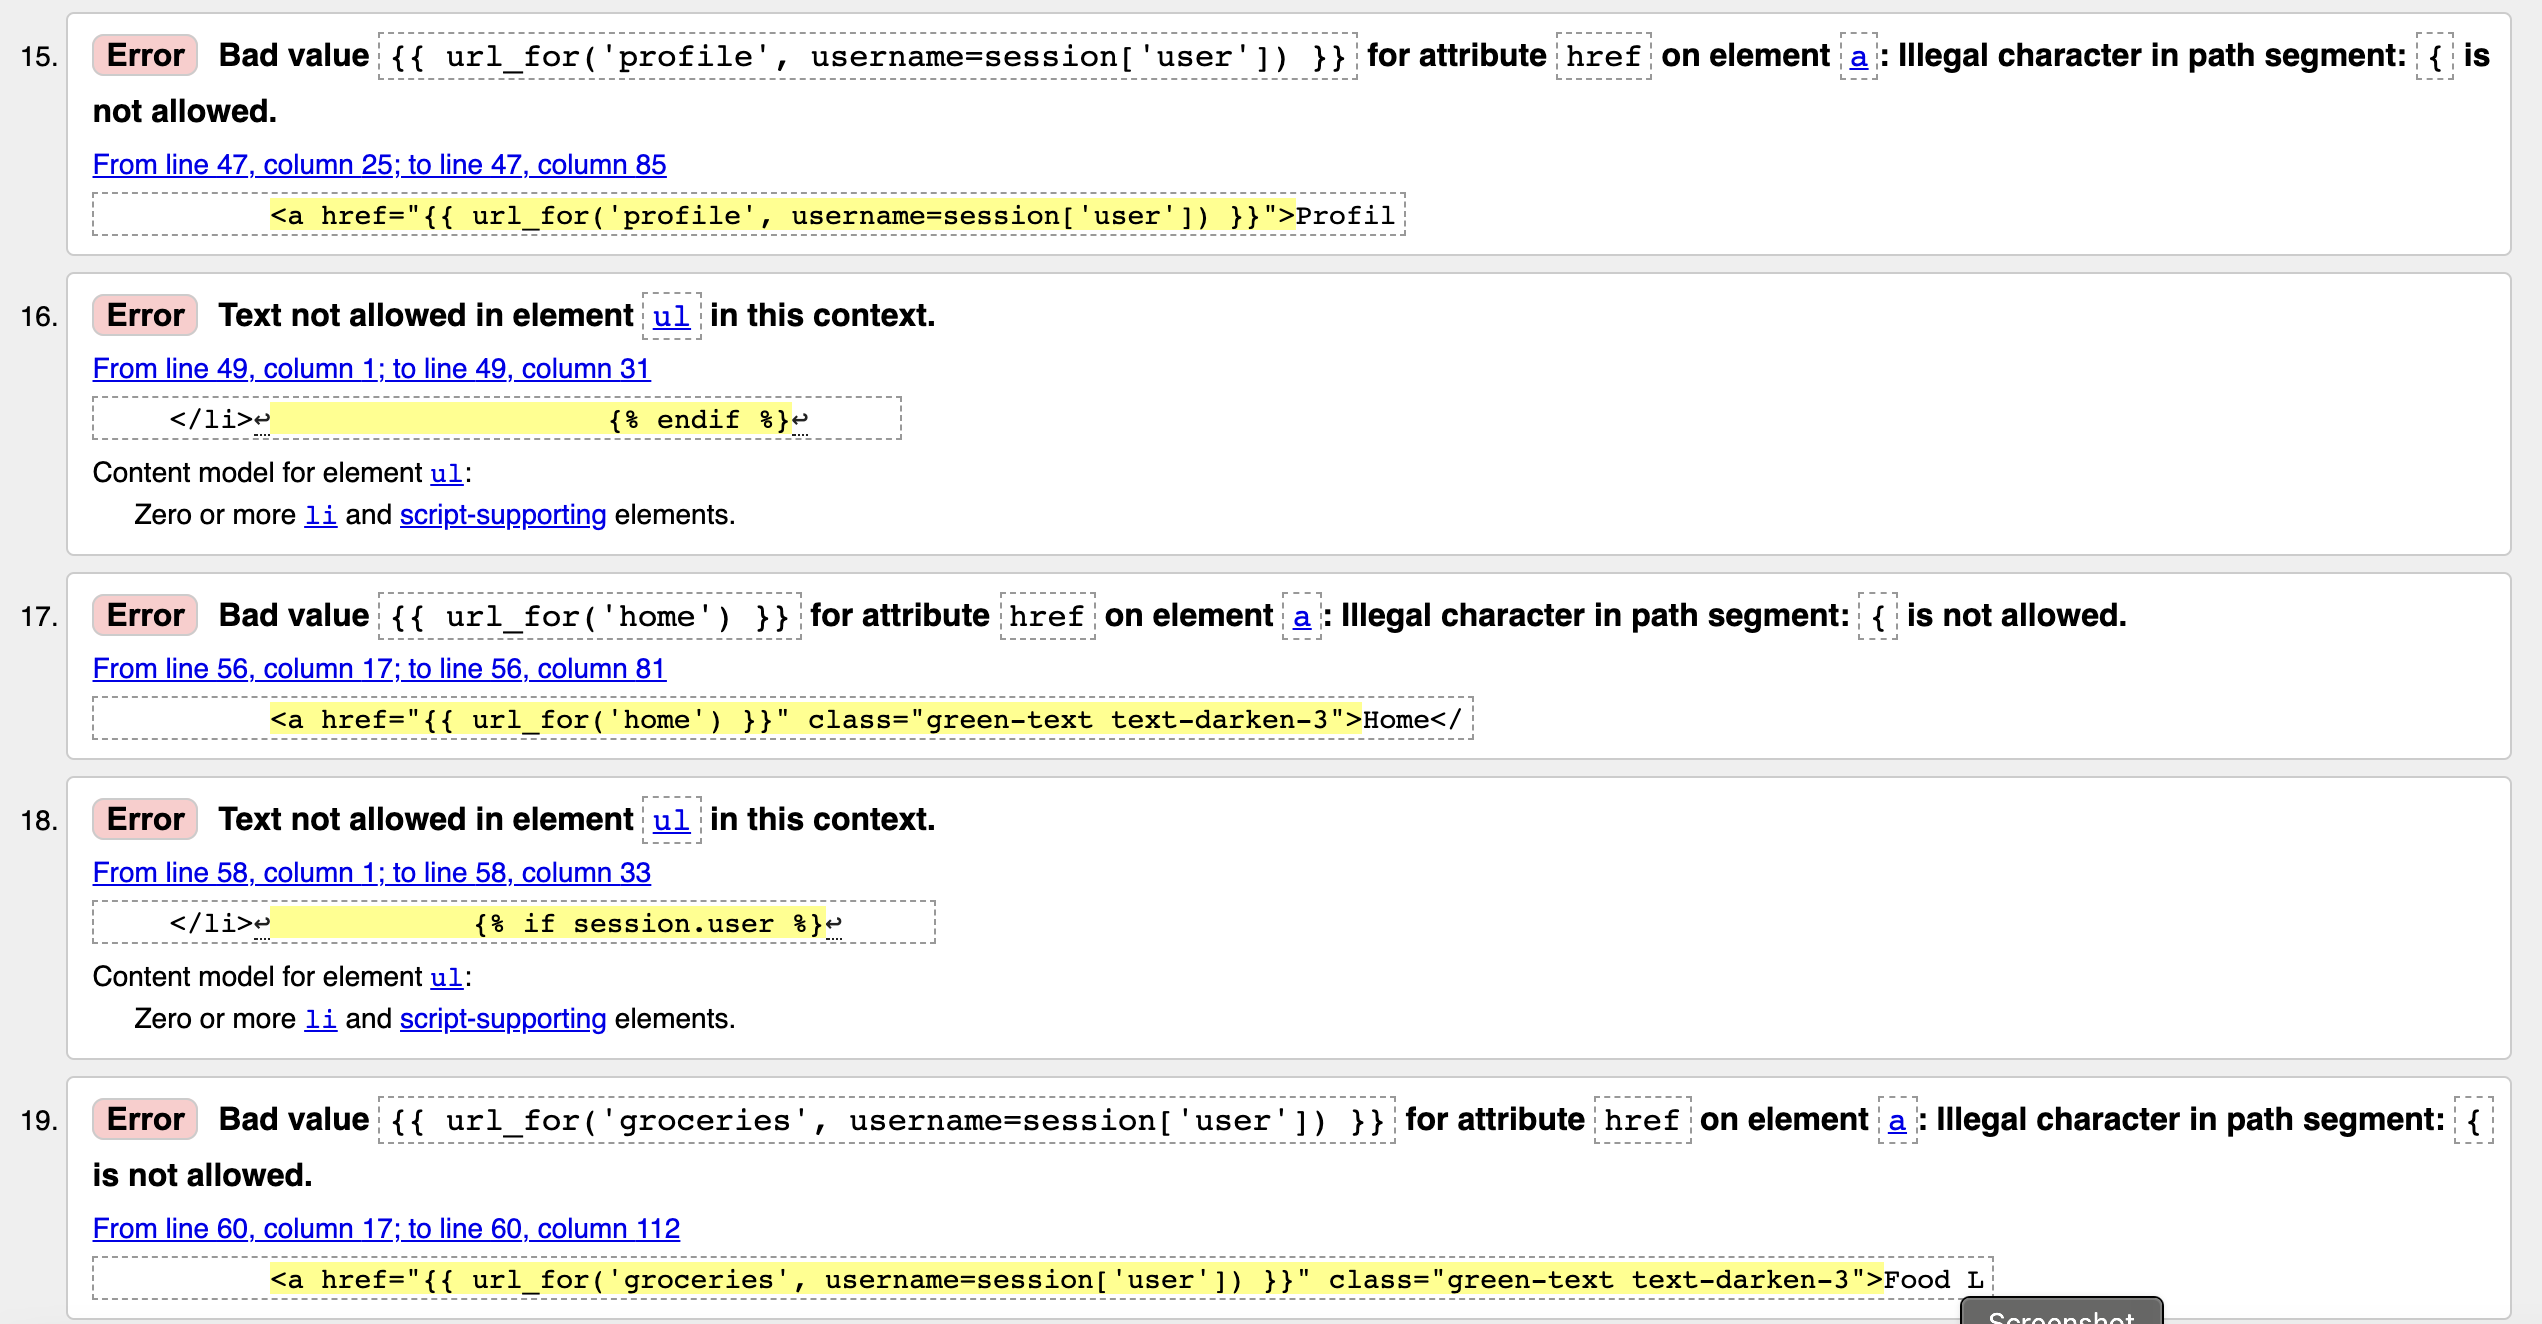 15. Error Bad value {{ url_for('profile', username=session['user']) }} for attribute href on element a: Illegal character in path segment: { is
not allowed.
From line 47, column 25; to line 47, column 85
<a href="{{ url_for('profile', username=session['user']) }}">Profil
16. Error Text not allowed in element ul in this context.
From line 49, column 1; to line 49, column 31
</li>↩ {% endif %}↩
Content model for element ul:
Zero or more li and script-supporting elements.
17. Error Bad value {{ url_for('home') }} for attribute href on element a: Illegal character in path segment: { is not allowed.
From line 56, column 17; to line 56, column 81
<a href="{{ url_for('home') }}" class="green-text text-darken-3">Home</
18. Error Text not allowed in element ul in this context.
From line 58, column 1; to line 58, column 33
</li>↩ {% if session.user %}↩
Content model for element ul:
Zero or more li and script-supporting elements.
19. Error Bad value {{ url_for('groceries', username=session['user']) }} for attribute href on element a: Illegal character in path segment: {
is not allowed.
From line 60, column 17; to line 60, column 112
<a href="{{ url_for('groceries', username=session['user']) }}" class="green-text text-darken-3">Food L
Screenshot